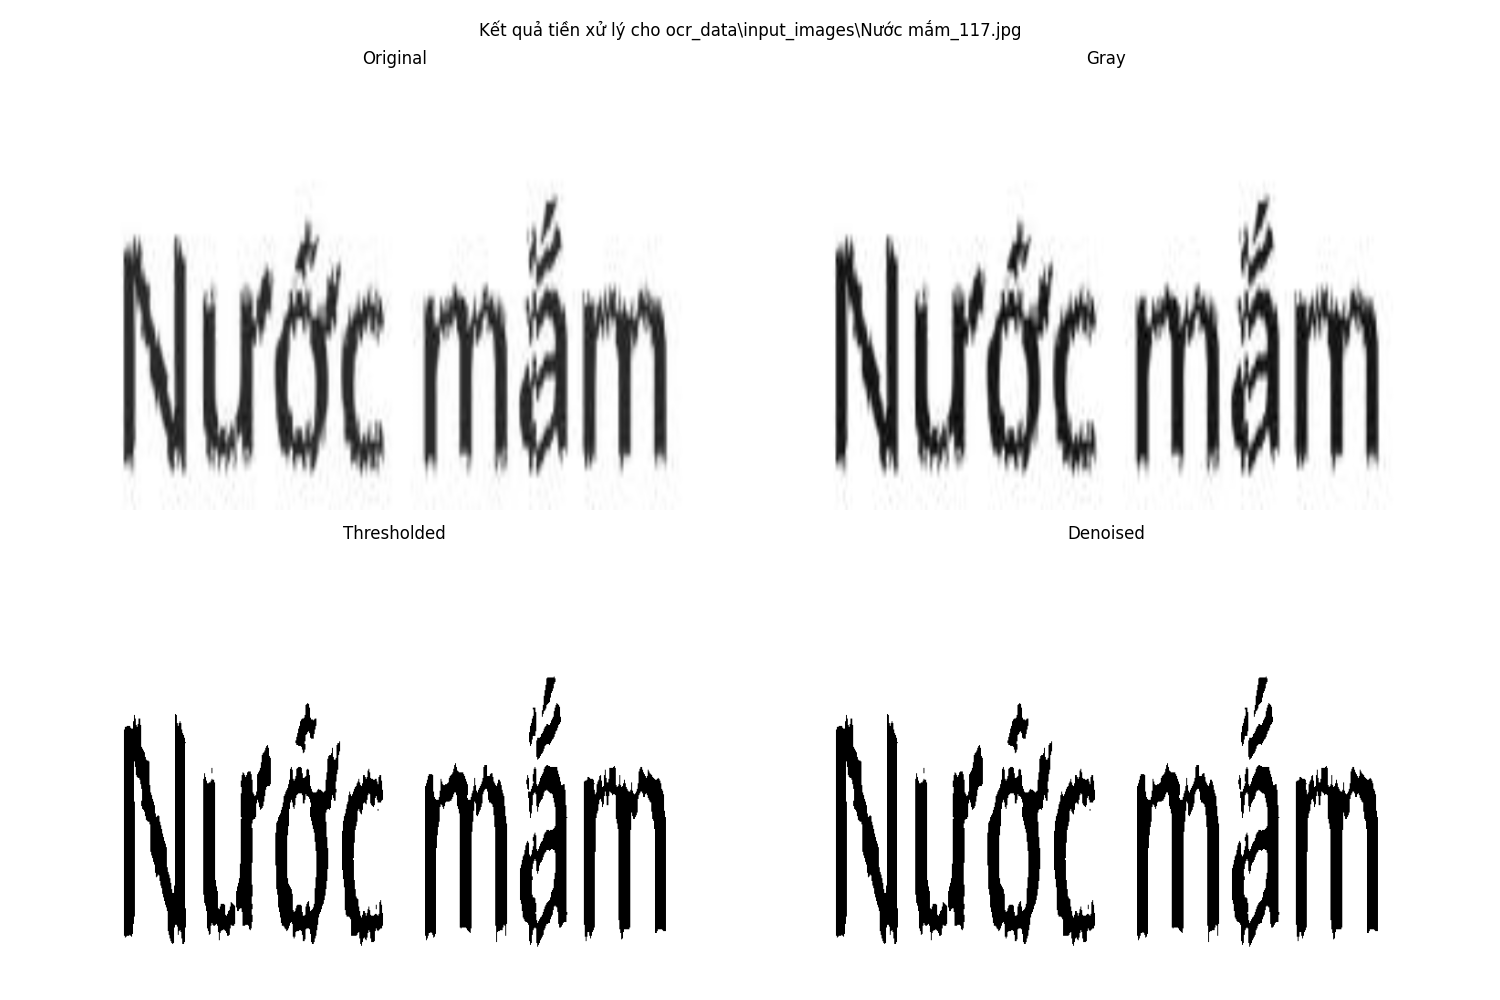 Kết quả tiền xử lý cho ocr_data\input_images\Nước mắm_117.jpg
Original
Gray
Nước mắm
Nước mắm
Thresholded
Denoised
Nước mắm
Nước mắm